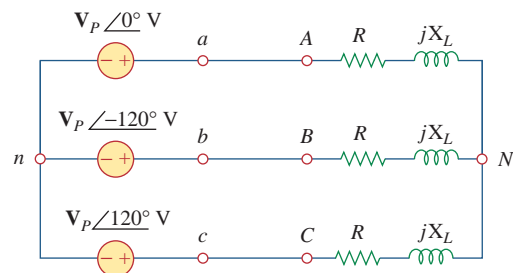 V_P ∠0° V
a A R jX_L
− +
V_P ∠−120° V
b B R jX_L
n − + N
V_P ∠120° V
c C R jX_L
− +